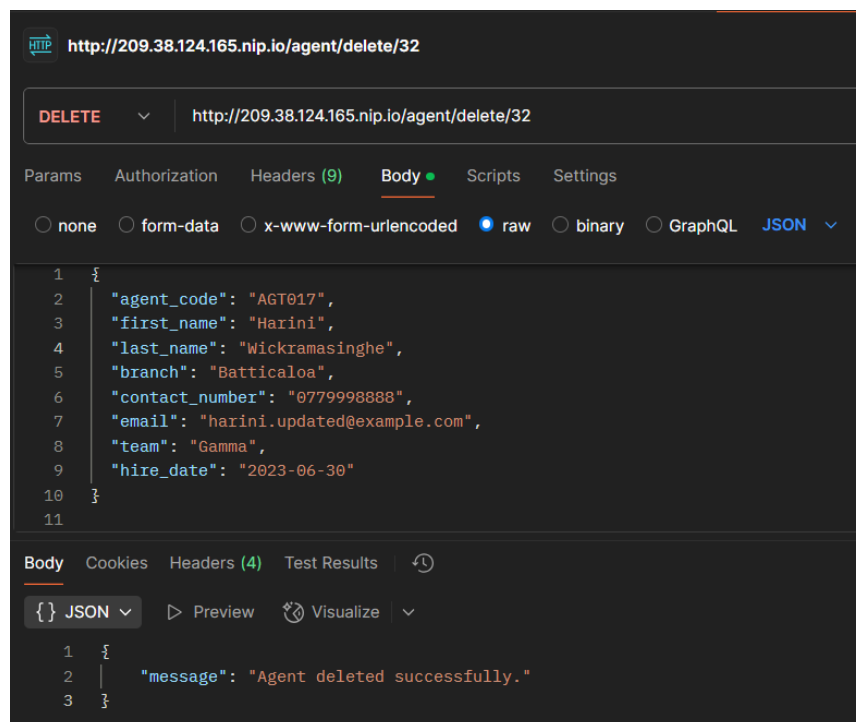 HTTP http://209.38.124.165.nip.io/agent/delete/32
DELETE http://209.38.124.165.nip.io/agent/delete/32
Params Authorization Headers (9) Body Scripts Settings
none form-data x-www-form-urlencoded raw binary GraphQL JSON
1 {
2 "agent_code": "AGT017",
3 "first_name": "Harini",
4 "last_name": "Wickramasinghe",
5 "branch": "Batticaloa",
6 "contact_number": "0779998888",
7 "email": "harini.updated@example.com",
8 "team": "Gamma",
9 "hire_date": "2023-06-30"
10 }
11
Body Cookies Headers (4) Test Results
{} JSON Preview Visualize
1 {
2 "message": "Agent deleted successfully."
3 }